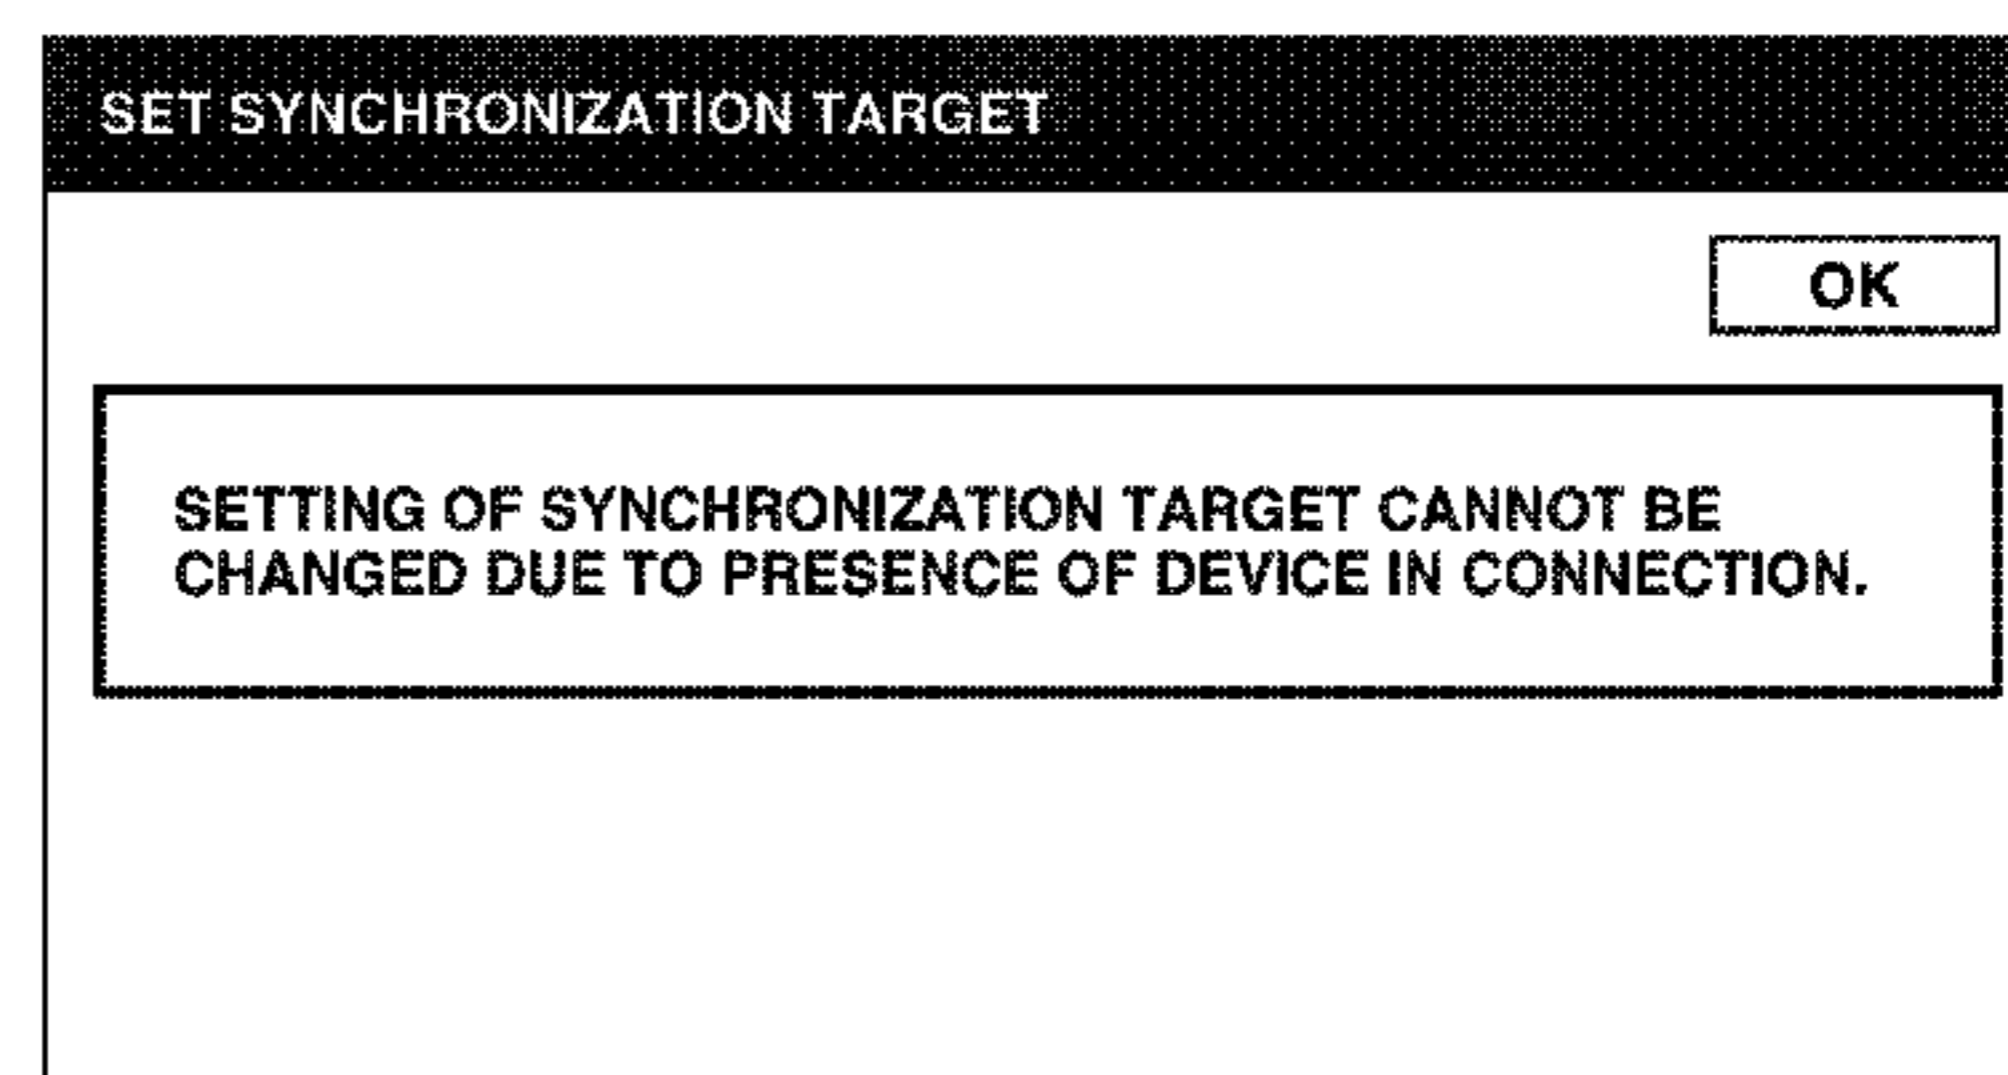 SET SYNCHRONIZATION TARGET
OK
SETTING OF SYNCHRONIZATION TARGET CANNOT BE
CHANGED DUE TO PRESENCE OF DEVICE IN CONNECTION.